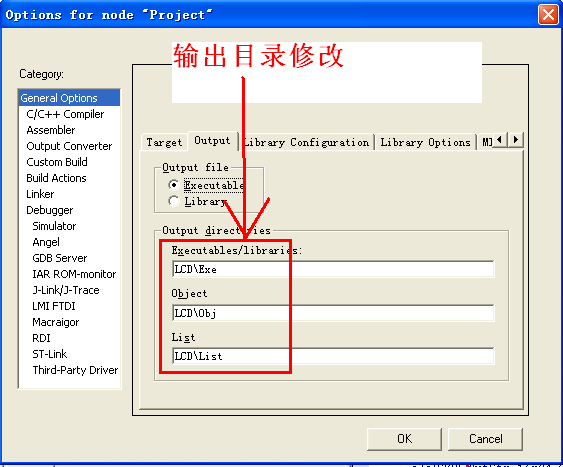 Options for node "Project"
输出目录修改
Category:
General Options
C/C++ Compiler
Assembler
Output Converter
Custom Build
Build Actions
Linker
Debugger
Simulator
Angel
GDB Server
IAR ROM-monitor
J-Link/J-Trace
LMI FTDI
Macraigor
RDI
ST-Link
Third-Party Driver
Target Output Library Configuration Library Options
Output file
Executable
Library
Output directories
Executables/libraries:
LCD\Exe
Object
LCD\Obj
List
LCD\List
OK Cancel